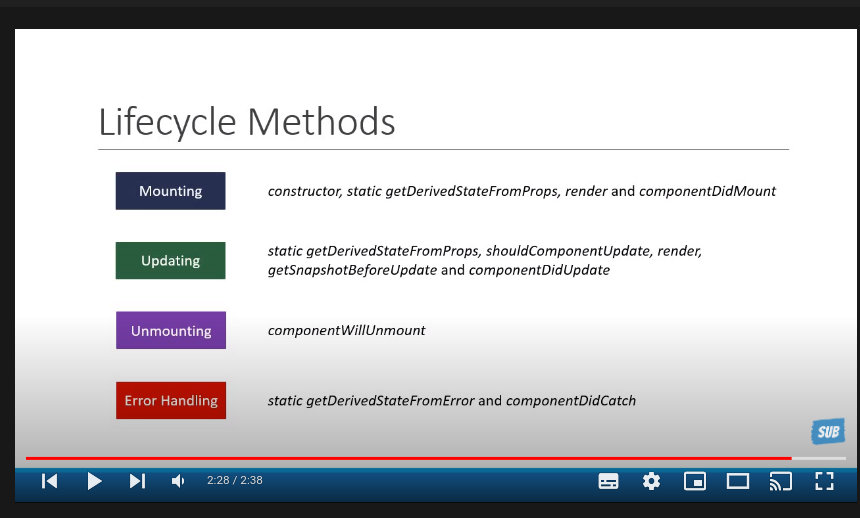 Lifecycle Methods
Mounting
constructor, static getDerivedStateFromProps, render and componentDidMount
Updating
static getDerivedStateFromProps, shouldComponentUpdate, render,
getSnapshotBeforeUpdate and componentDidUpdate
Unmounting
componentWillUnmount
Error Handling
static getDerivedStateFromError and componentDidCatch
SUB
2:28 / 2:38